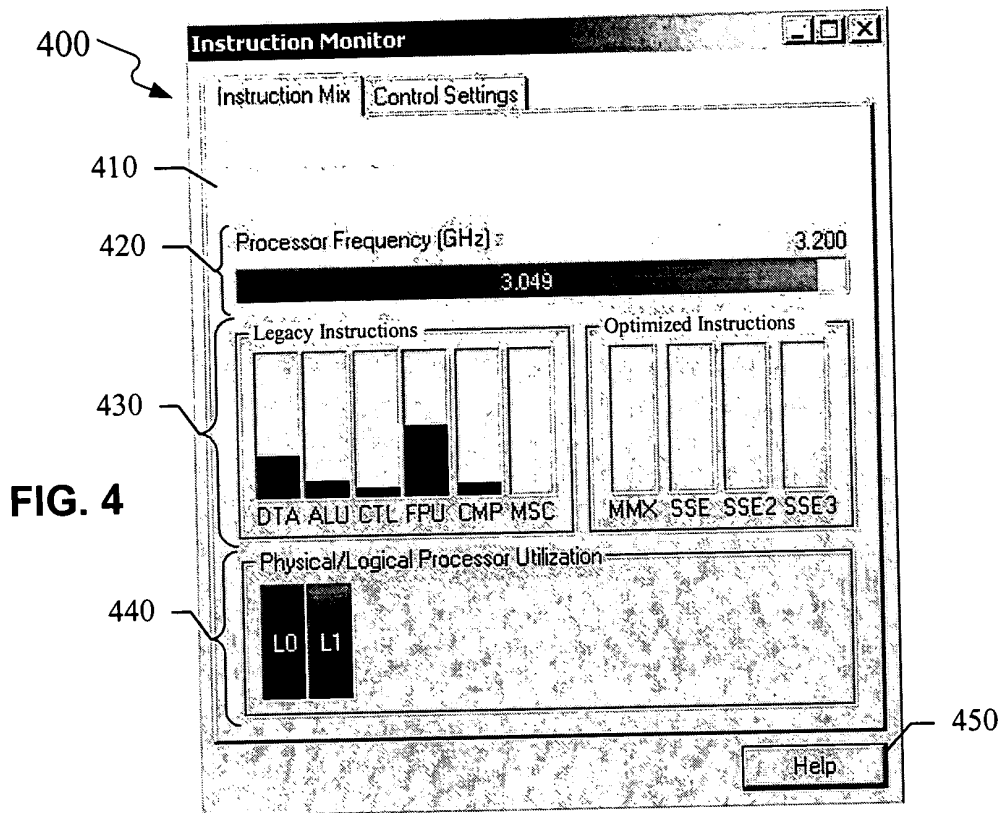 400
Instruction Monitor
Instruction Mix
Control Settings
410
420
Processor Frequency (GHz)
3.200
3.049
430
Legacy Instructions
Optimized Instructions
DTA ALU CTL FPU CMP MSC
MMX SSE SSE2 SSE3
FIG. 4
440
Physical/Logical Processor Utilization
L0 L1
450
Help